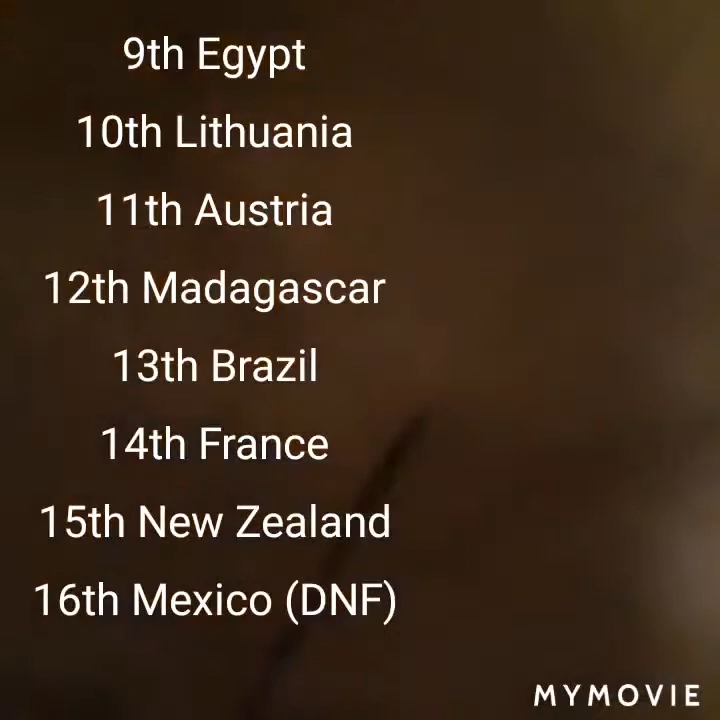 9th Egypt
10th Lithuania
11th Austria
12th Madagascar
13th Brazil
14th France
15th New Zealand
16th Mexico (DNF)
MYMOVIE